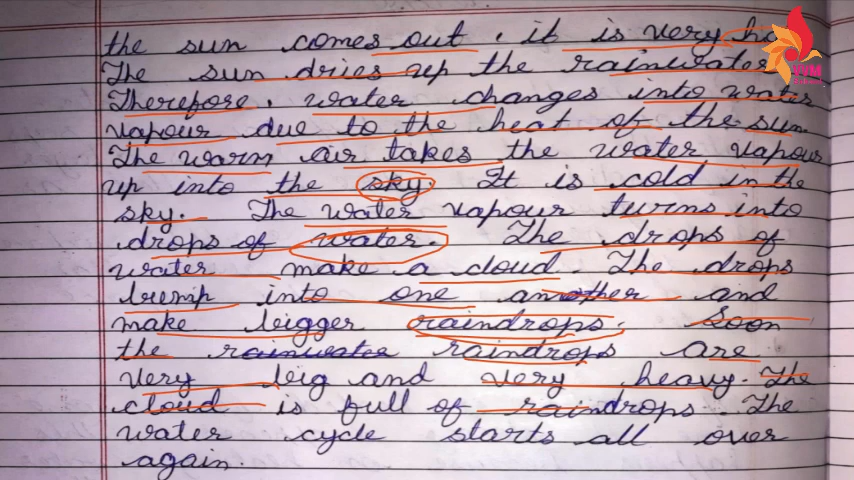 the sun comes out. it is very ho
The sun dries up the rainwater
Therefore, water changes into water
vapour due to the heat of the sun.
The warm air takes the water vapour
up into the sky. It is cold in the
sky. The water vapour turns into
drops of water. The drops of
water make a cloud. The drops
bump into one another and
make bigger raindrops. Soon
the rainwater raindrops are
very big and very heavy. The
cloud is full of raindrops. The
water cycle starts all over
again.